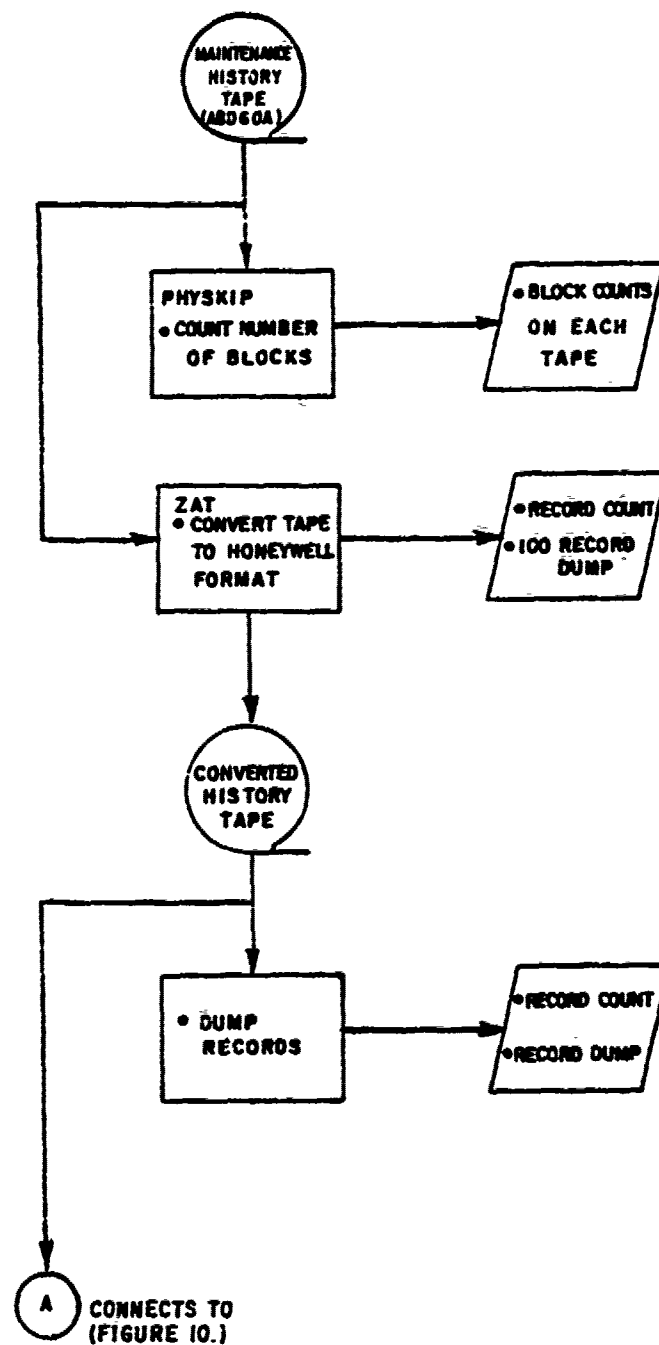 MAINTENANCE
HISTORY
TAPE
(ABD60A)
PHYSKIP
• COUNT NUMBER
OF BLOCKS
• BLOCK COUNTS
ON EACH
TAPE
ZAT
• CONVERT TAPE
TO HONEYWELL
FORMAT
• RECORD COUNT
• 100 RECORD
DUMP
CONVERTED
HISTORY
TAPE
• DUMP
RECORDS
• RECORD COUNT
• RECORD DUMP
A
CONNECTS TO
(FIGURE 10.)